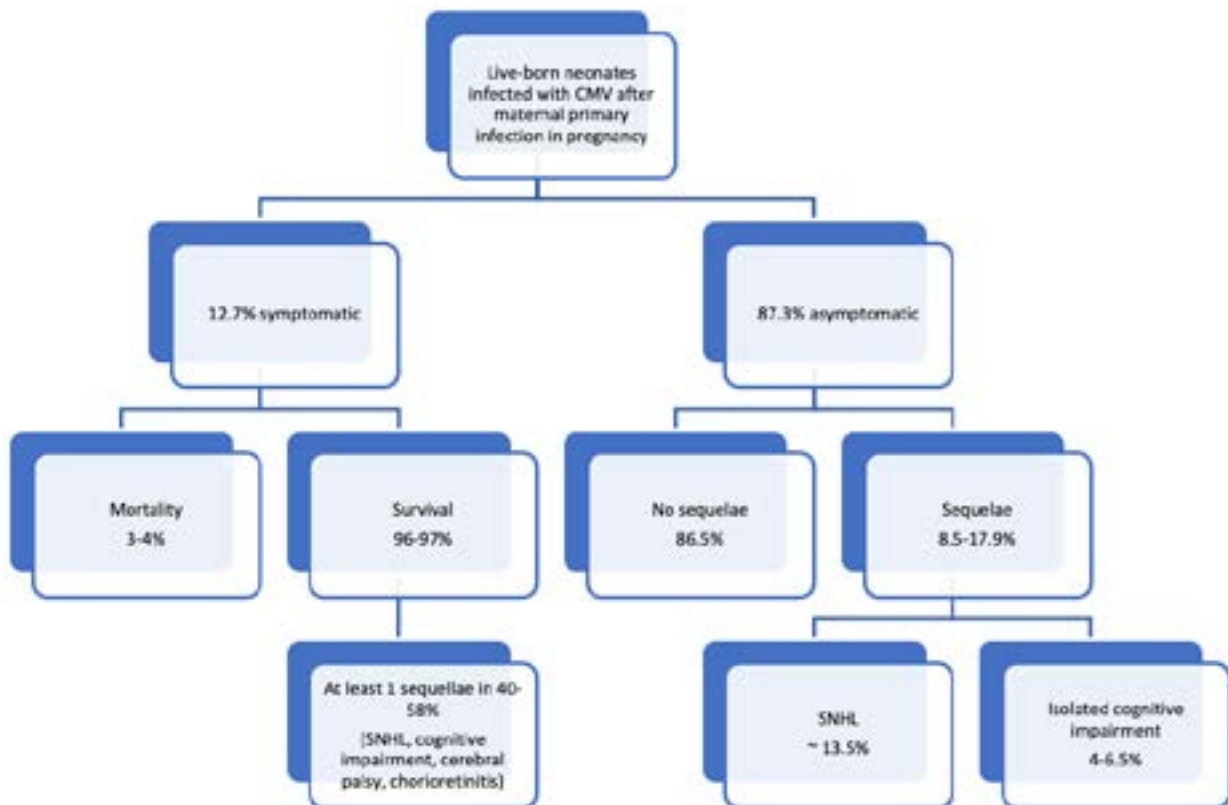 Live-born neonates
infected with CMV after
maternal primary
infection in pregnancy
12.7% symptomatic
87.3% asymptomatic
Mortality
3-4%
Survival
96-97%
No sequelae
86.5%
Sequelae
8.5-17.9%
At least 1 sequellae in 40-
58%
(SNHL, cognitive
impairment, cerebral
palsy, chorioretinitis)
SNHL
~ 13.5%
Isolated cognitive
impairment
4-6.5%